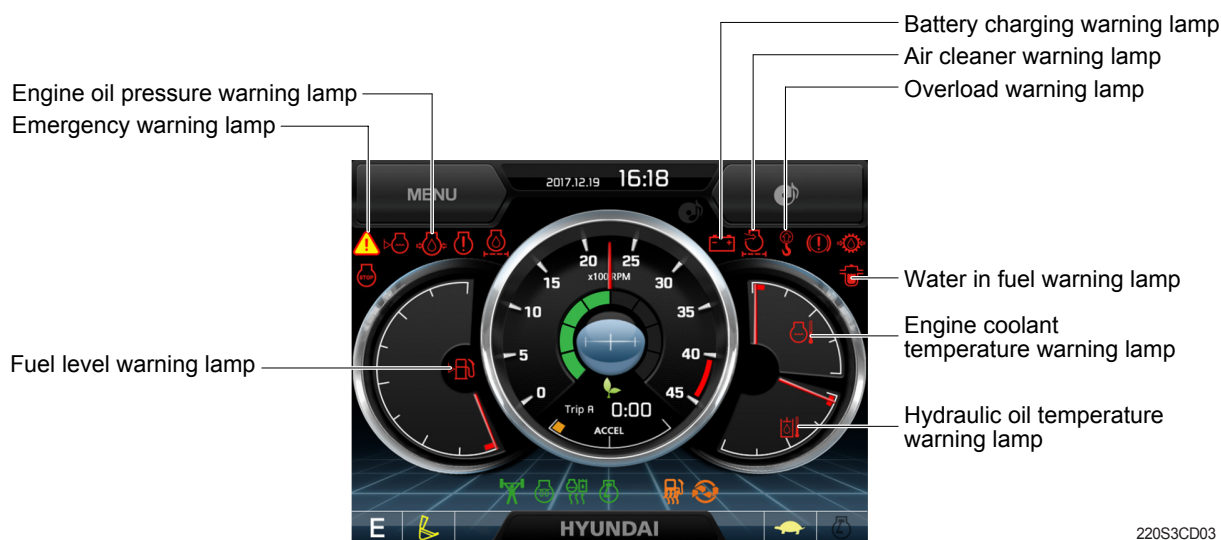 Battery charging warning lamp
Air cleaner warning lamp
Overload warning lamp
Engine oil pressure warning lamp
Emergency warning lamp
MENU
2017.12.19 16:18
STOP
20 25
x100 RPM
15 30
10 35
5 40
0 45
Trip A 0:00
ACCEL
Water in fuel warning lamp
Engine coolant
temperature warning lamp
Fuel level warning lamp
Hydraulic oil temperature
warning lamp
E
HYUNDAI
220S3CD03